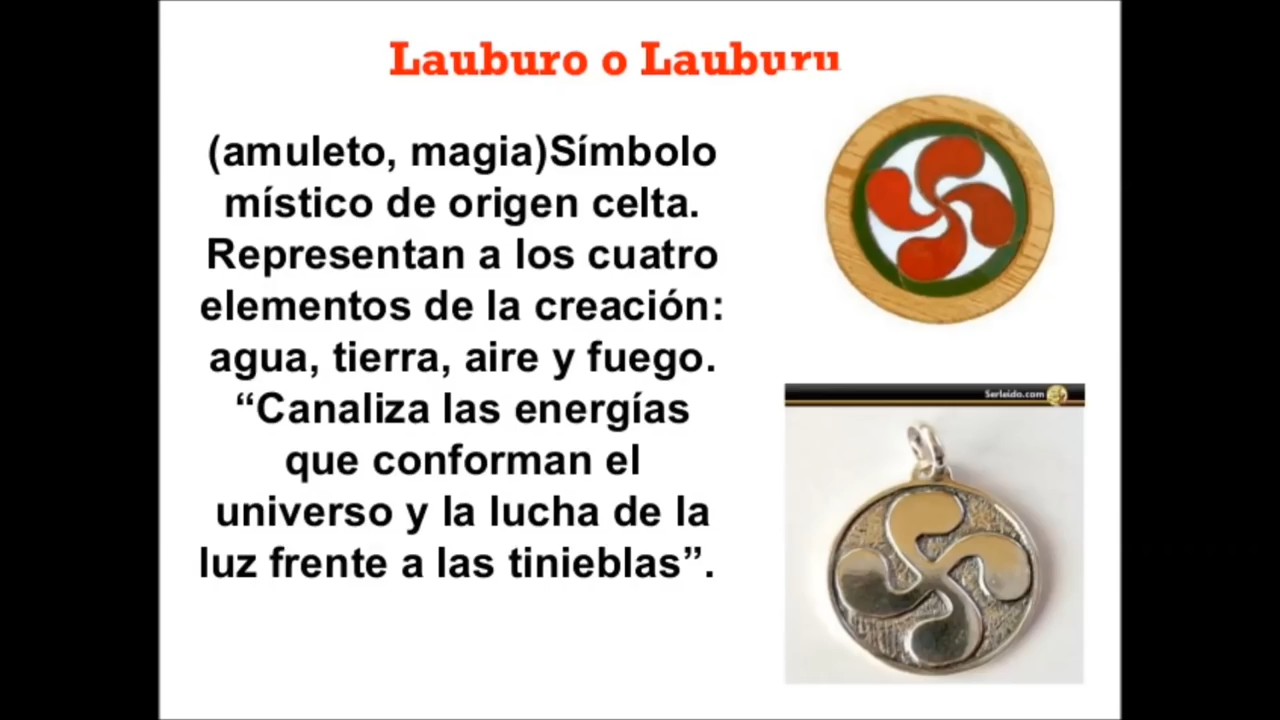 Lauburo o Lauburu
(amuleto, magia)Símbolo
místico de origen celta.
Representan a los cuatro
elementos de la creación:
agua, tierra, aire y fuego.
“Canaliza las energías
que conforman el
universo y la lucha de la
luz frente a las tinieblas”.
Serleido.com